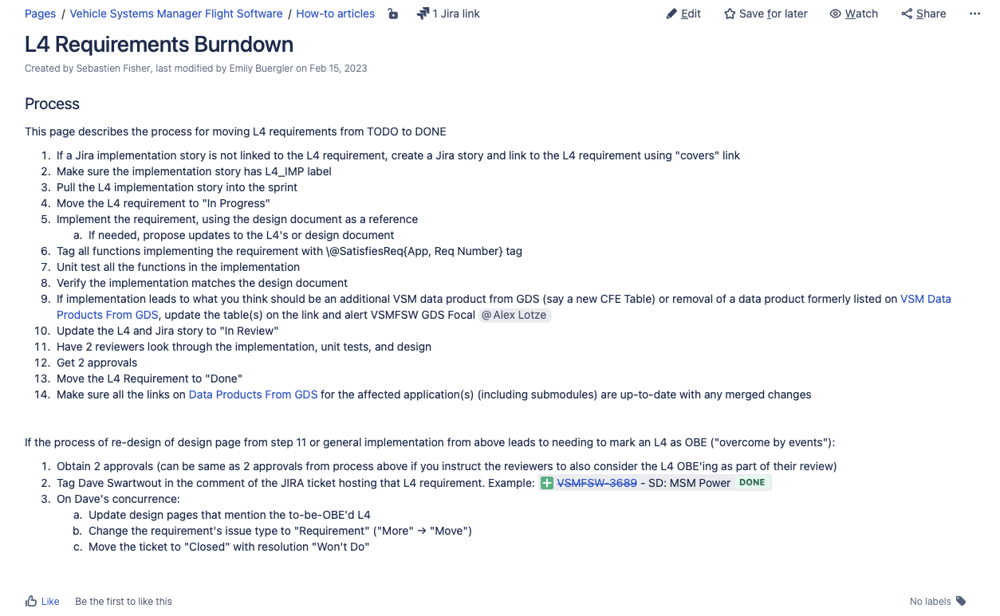 Pages / Vehicle Systems Manager Flight Software / How-to articles 1 Jira link Edit Save for later Watch Share
L4 Requirements Burndown
Created by Sebastien Fisher, last modified by Emily Buergler on Feb 15, 2023
Process
This page describes the process for moving L4 requirements from TODO to DONE
1. If a Jira implementation story is not linked to the L4 requirement, create a Jira story and link to the L4 requirement using "covers" link
2. Make sure the implementation story has L4_IMP label
3. Pull the L4 implementation story into the sprint
4. Move the L4 requirement to "In Progress"
5. Implement the requirement, using the design document as a reference
a. If needed, propose updates to the L4's or design document
6. Tag all functions implementing the requirement with \@SatisfiesReq{App, Req Number} tag
7. Unit test all the functions in the implementation
8. Verify the implementation matches the design document
9. If implementation leads to what you think should be an additional VSM data product from GDS (say a new CFE Table) or removal of a data product formerly listed on VSM Data
Products From GDS, update the table(s) on the link and alert VSMFSW GDS Focal @Alex Lotze
10. Update the L4 and Jira story to "In Review"
11. Have 2 reviewers look through the implementation, unit tests, and design
12. Get 2 approvals
13. Move the L4 Requirement to "Done"
14. Make sure all the links on Data Products From GDS for the affected application(s) (including submodules) are up-to-date with any merged changes
If the process of re-design of design page from step 11 or general implementation from above leads to needing to mark an L4 as OBE ("overcome by events"):
1. Obtain 2 approvals (can be same as 2 approvals from process above if you instruct the reviewers to also consider the L4 OBE'ing as part of their review)
2. Tag Dave Swartwout in the comment of the JIRA ticket hosting that L4 requirement. Example: VSMFSW-3689 - SD: MSM Power DONE
3. On Dave's concurrence:
a. Update design pages that mention the to-be-OBE'd L4
b. Change the requirement's issue type to "Requirement" ("More" → "Move")
c. Move the ticket to "Closed" with resolution "Won't Do"
Like Be the first to like this No labels